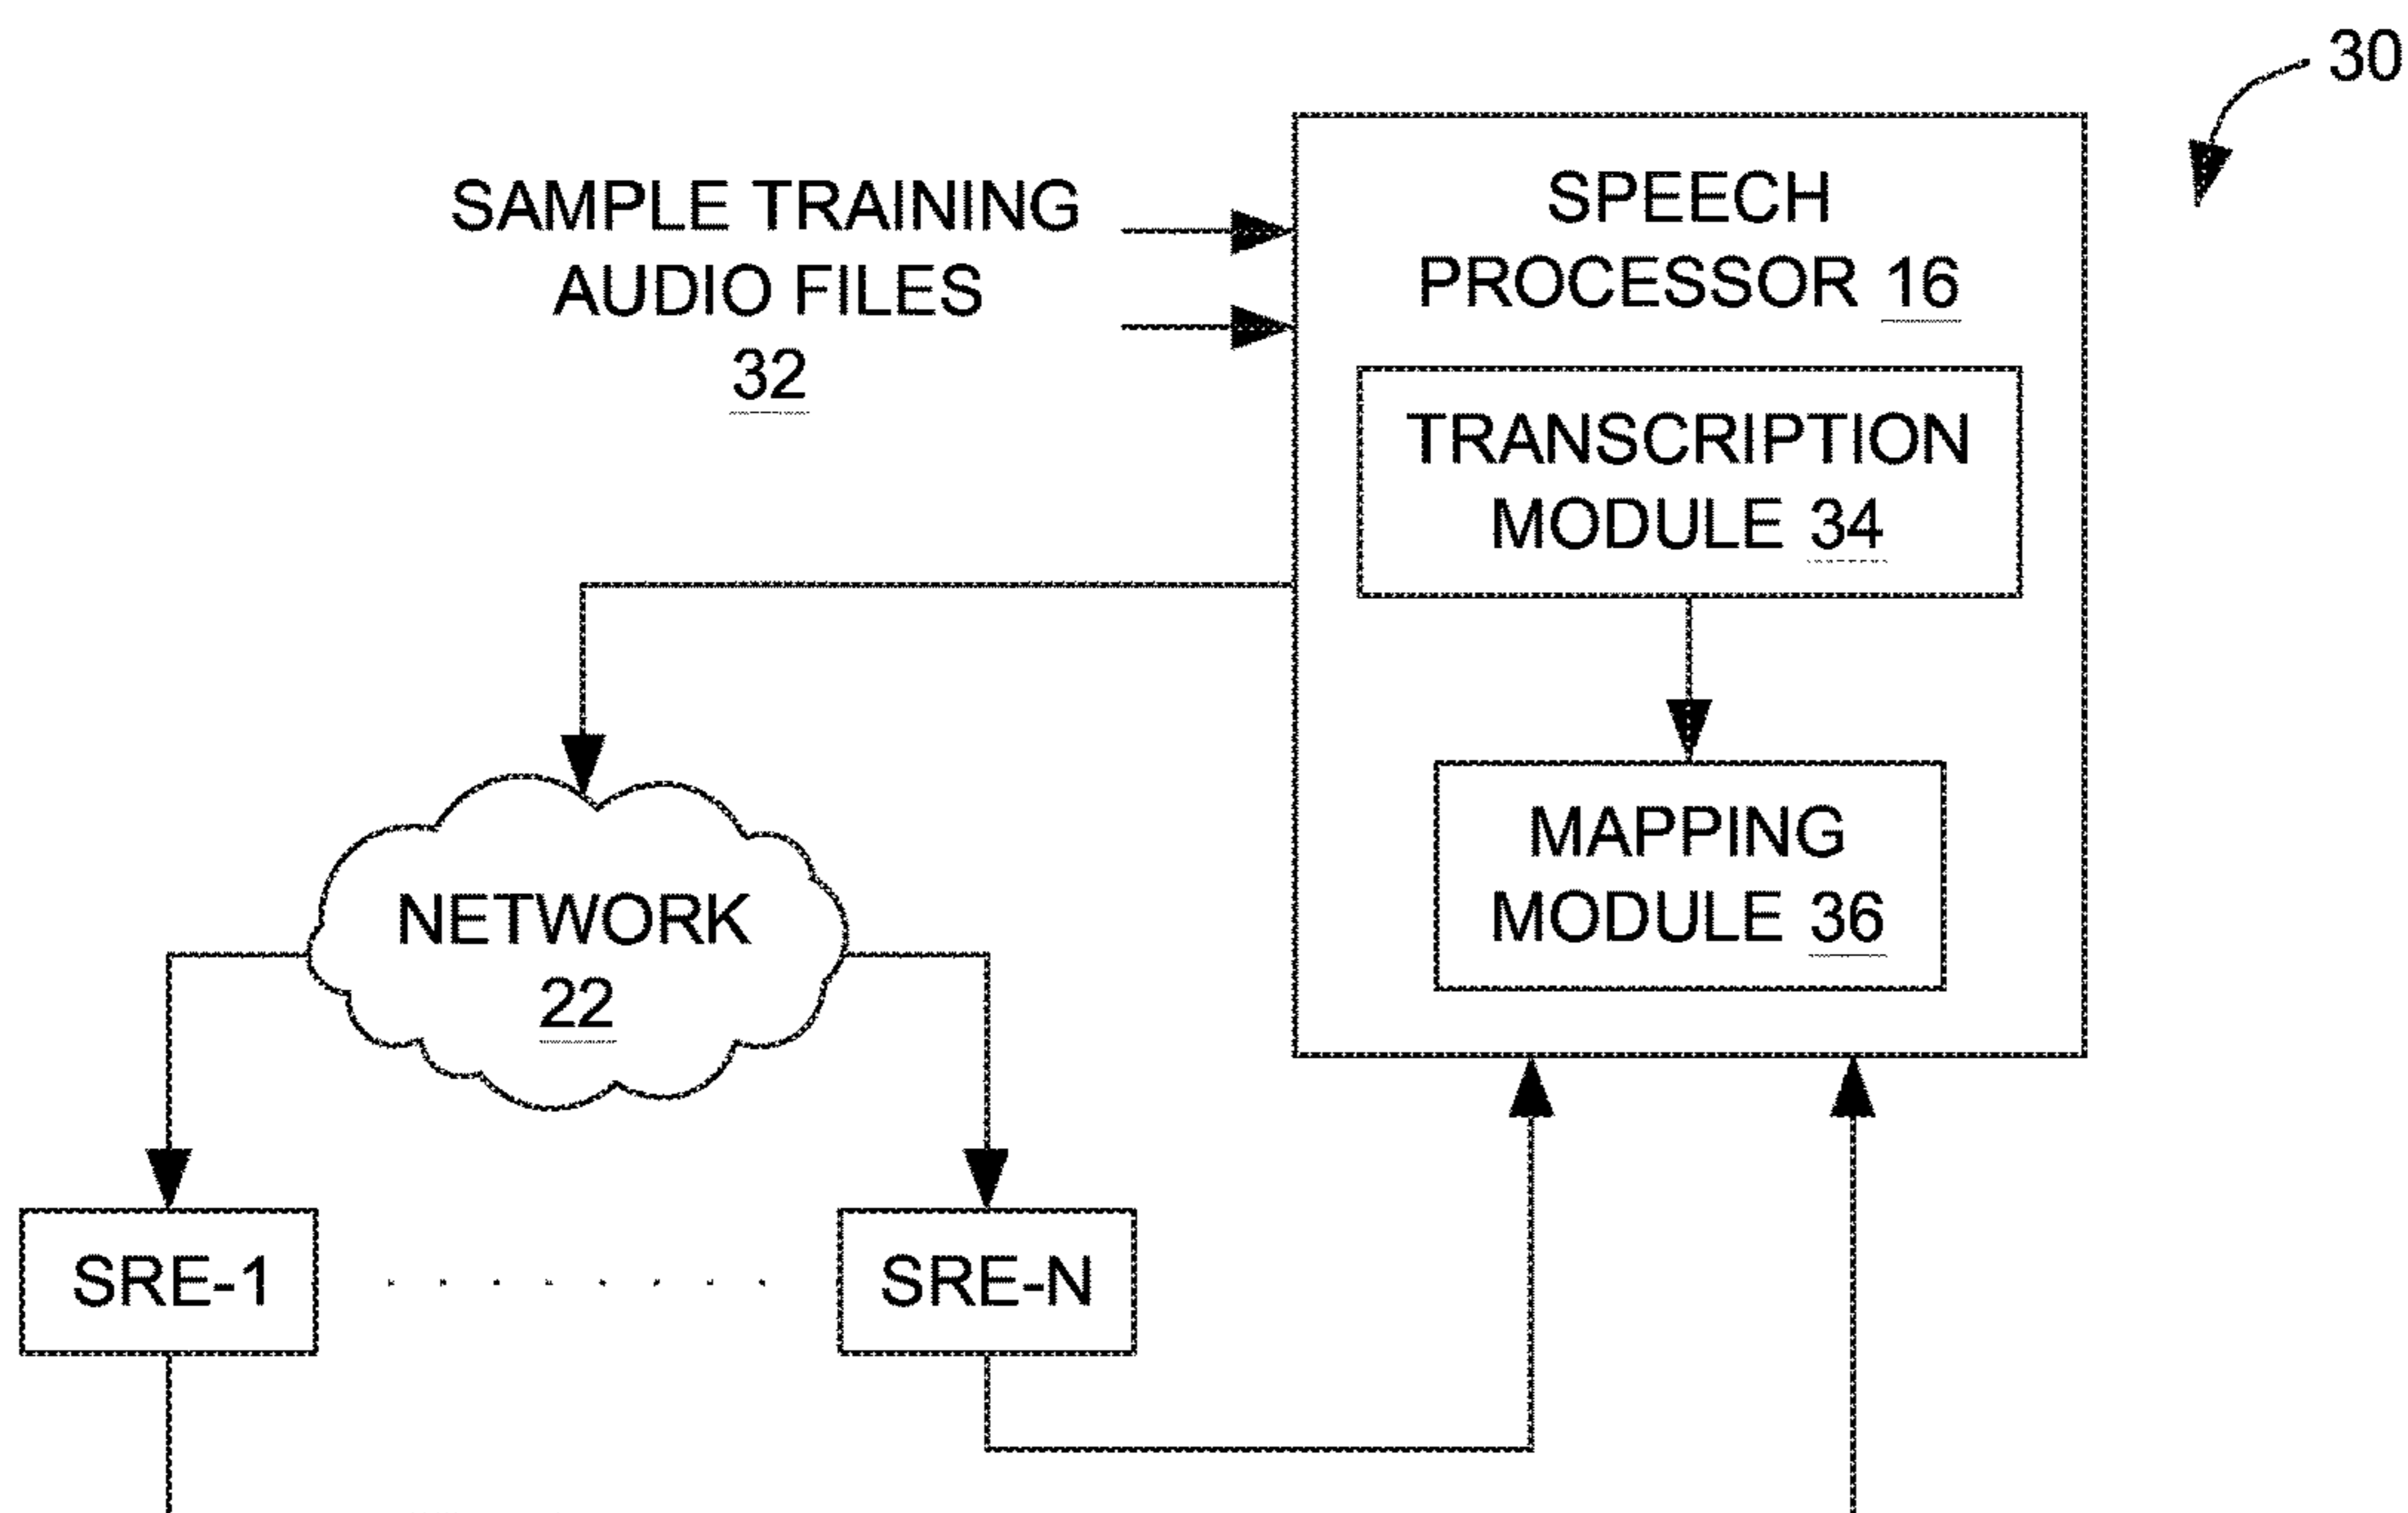 30
SAMPLE TRAINING
AUDIO FILES
32
SPEECH
PROCESSOR 16
TRANSCRIPTION
MODULE 34
MAPPING
MODULE 36
NETWORK
22
SRE-1
SRE-N